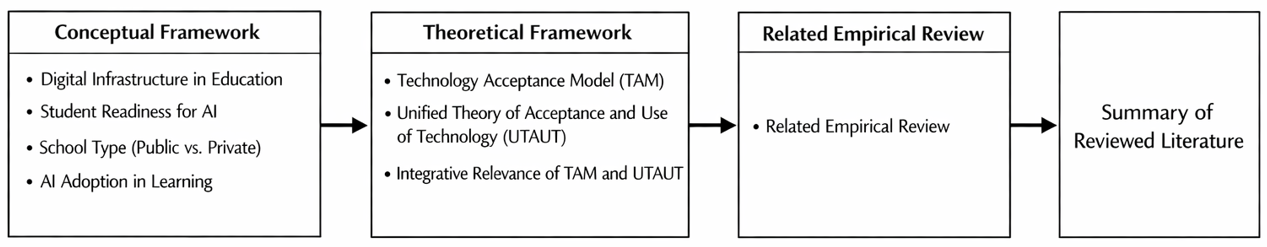 Conceptual Framework
• Digital Infrastructure in Education
• Student Readiness for AI
• School Type (Public vs. Private)
• AI Adoption in Learning
Theoretical Framework
• Technology Acceptance Model (TAM)
• Unified Theory of Acceptance and Use
of Technology (UTAUT)
• Integrative Relevance of TAM and UTAUT
Related Empirical Review
• Related Empirical Review
Summary of
Reviewed Literature